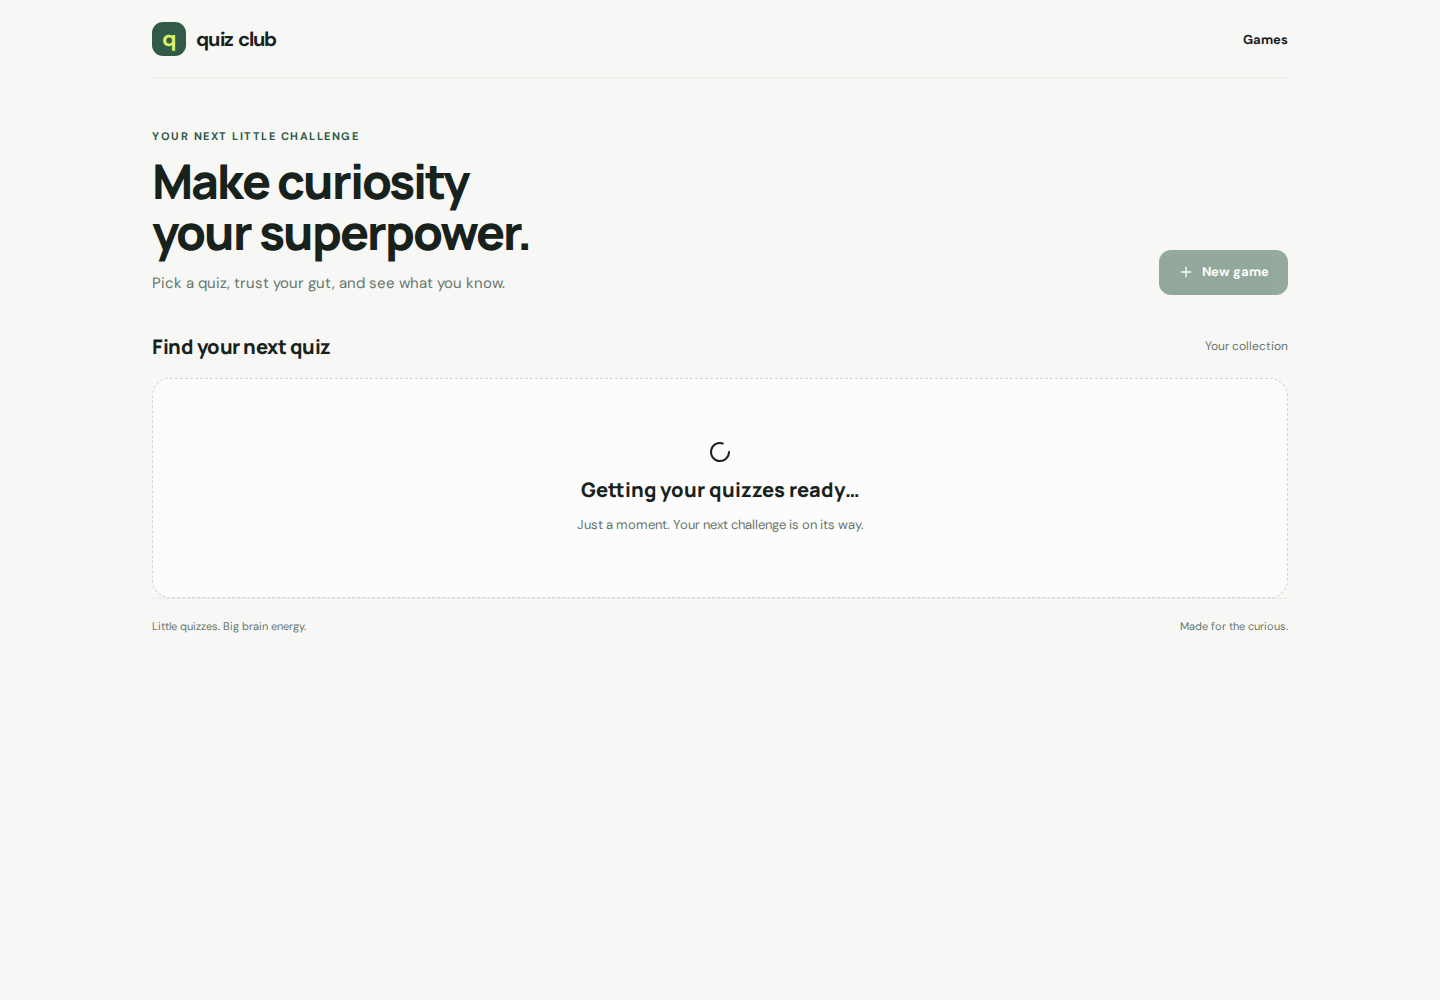 q quiz club
Games
YOUR NEXT LITTLE CHALLENGE
Make curiosity
your superpower.
Pick a quiz, trust your gut, and see what you know.
+ New game
Find your next quiz
Your collection
Getting your quizzes ready...
Just a moment. Your next challenge is on its way.
Little quizzes. Big brain energy.
Made for the curious.